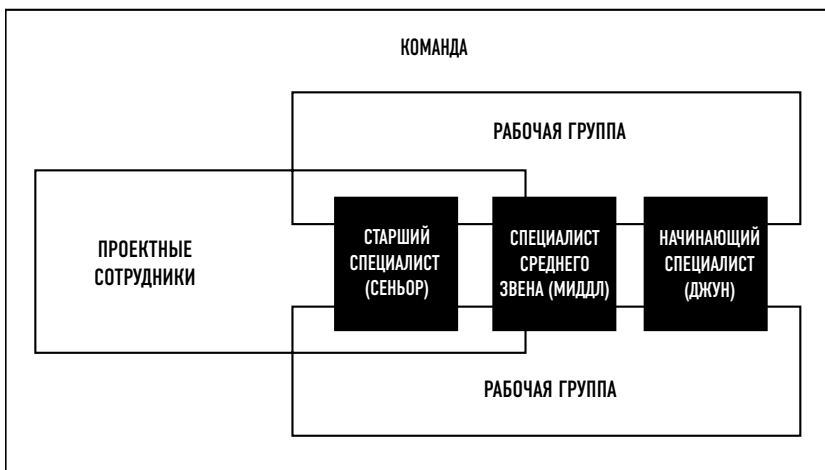 КОМАНДА
РАБОЧАЯ ГРУППА
ПРОЕКТНЫЕ
СОТРУДНИКИ
СТАРШИЙ
СПЕЦИАЛИСТ
(СЕНЬОР)
СПЕЦИАЛИСТ
СРЕДНЕГО
ЗВЕНА (МИДДЛ)
НАЧИНАЮЩИЙ
СПЕЦИАЛИСТ
(ДЖУН)
РАБОЧАЯ ГРУППА